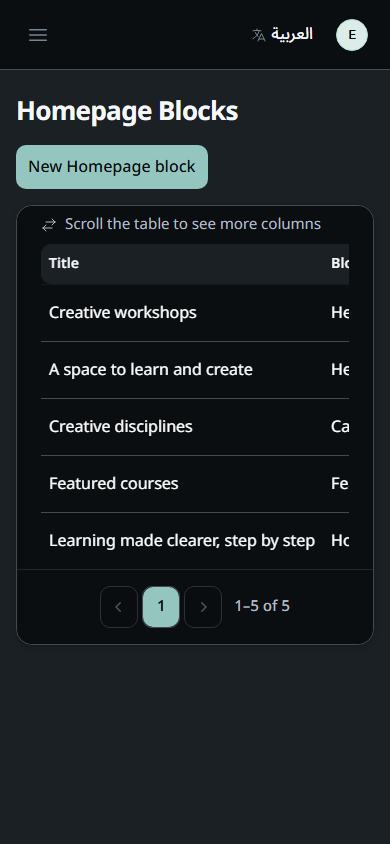 العربية
E
Homepage Blocks
New Homepage block
Scroll the table to see more columns
Title
Creative workshops
A space to learn and create
Creative disciplines
Featured courses
Learning made clearer, step by step
1
1–5 of 5